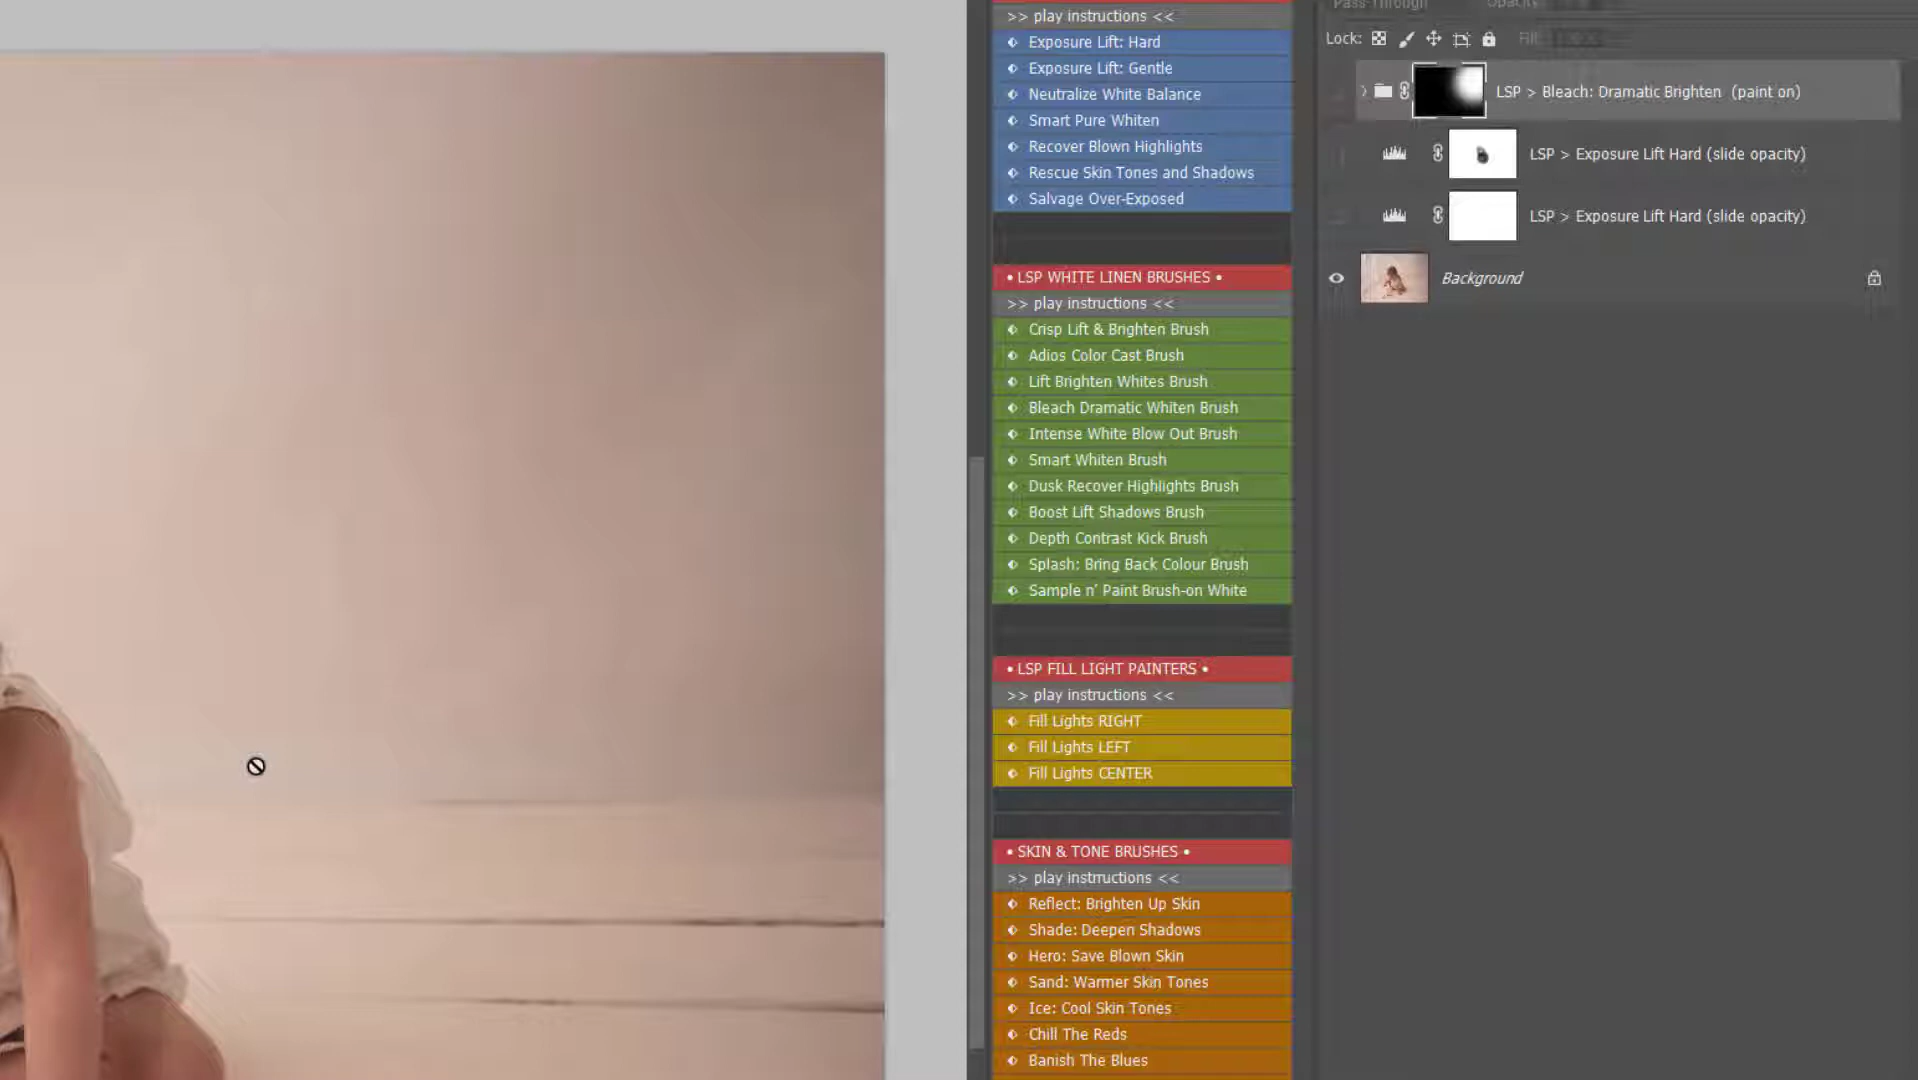 >> play instructions <<
Exposure Lift: Hard
Exposure Lift: Gentle
Neutralize White Balance
Smart Pure Whiten
Recover Blown Highlights
Rescue Skin Tones and Shadows
Salvage Over-Exposed
• LSP WHITE LINEN BRUSHES •
>> play instructions <<
Crisp Lift & Brighten Brush
Adios Color Cast Brush
Lift Brighten Whites Brush
Bleach Dramatic Whiten Brush
Intense White Blow Out Brush
Smart Whiten Brush
Dusk Recover Highlights Brush
Boost Lift Shadows Brush
Depth Contrast Kick Brush
Splash: Bring Back Colour Brush
Sample n' Paint Brush-on White
• LSP FILL LIGHT PAINTERS •
>> play instructions <<
Fill Lights RIGHT
Fill Lights LEFT
Fill Lights CENTER
• SKIN & TONE BRUSHES •
>> play instrructions <<
Reflect: Brighten Up Skin
Shade: Deepen Shadows
Hero: Save Blown Skin
Sand: Warmer Skin Tones
Ice: Cool Skin Tones
Chill The Reds
Banish The Blues
Pass Through Opacity
Lock: Fill
LSP > Bleach: Dramatic Brighten (paint on)
LSP > Exposure Lift Hard (slide opacity)
LSP > Exposure Lift Hard (slide opacity)
Background